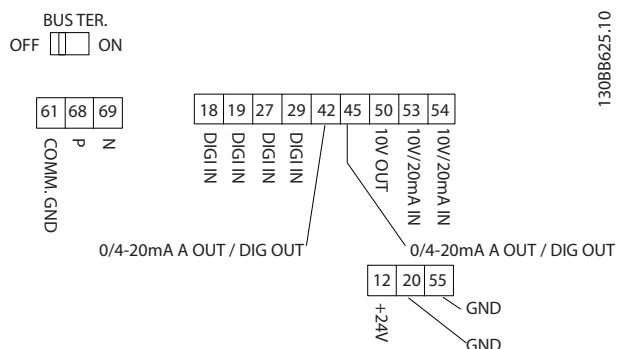 BUS TER.
OFF ON
130BB625.10
61 68 69
COMM. GND
P
N
18 19 27 29 42 45 50 53 54
DIGI IN
DIGI IN
DIGI IN
DIGI IN
10V OUT
10V/20mA IN
10V/20mA IN
0/4-20mA A OUT / DIG OUT
0/4-20mA A OUT / DIG OUT
12 20 55
+24V
GND
GND